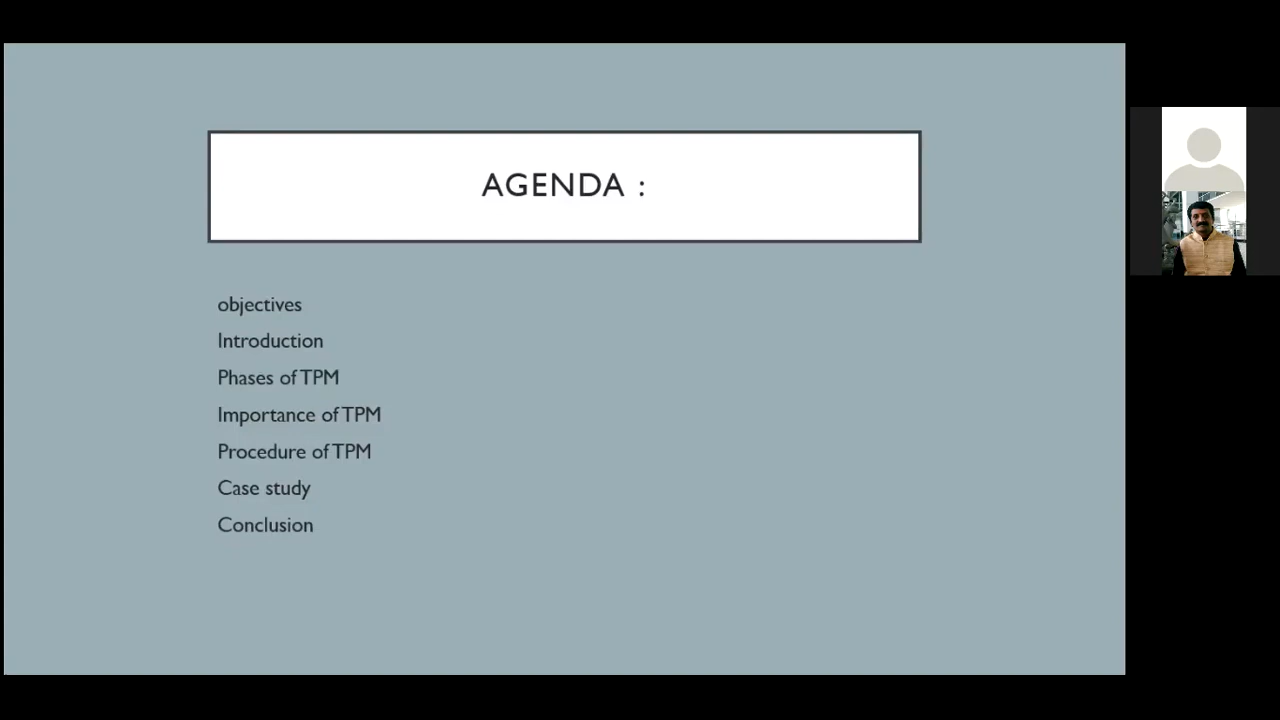 AGENDA :
objectives
Introduction
Phases of TPM
Importance of TPM
Procedure of TPM
Case study
Conclusion